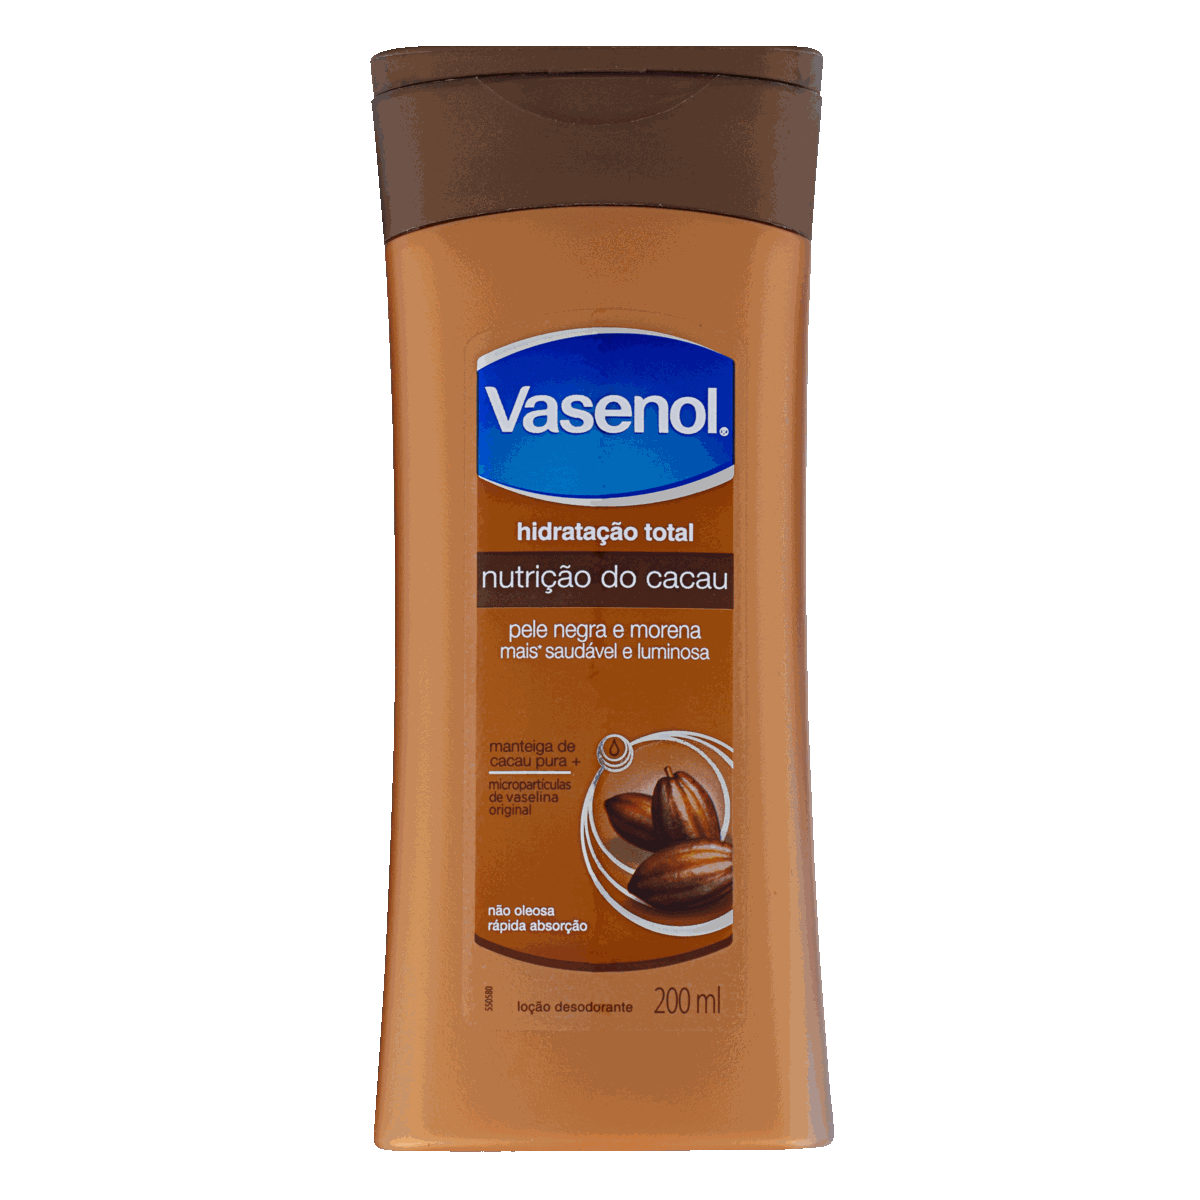 Vasenol®
hidratação total
nutrição do cacau
pele negra e morena
mais* saudável e luminosa
manteiga de
cacau pura +
micropartículas
de vaselina
original
não oleosa
rápida absorção
550580
loção desodorante 200 ml